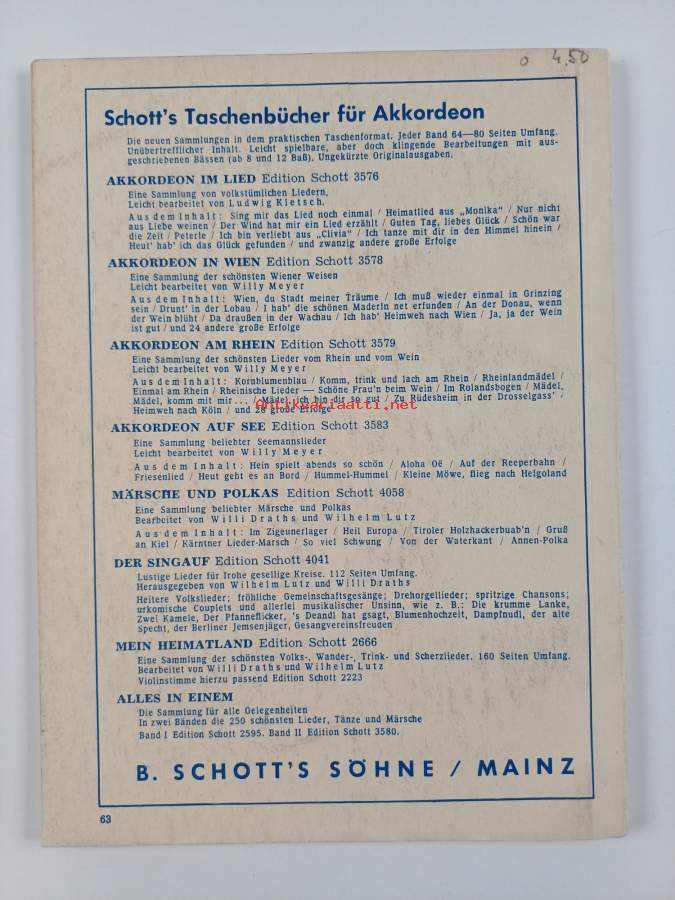 o 4,50
Schott's Taschenbücher für Akkordeon
Die neuen Sammlungen in dem praktischen Taschenformat. Jeder Band 64—80 Seiten Umfang.
Unübertrefflicher Inhalt. Leicht spielbare, aber doch klingende Bearbeitungen mit aus-
geschriebenen Bässen (ab 8 und 12 Baß). Ungekürzte Originalausgaben.
AKKORDEON IM LIED Edition Schott 3576
Eine Sammlung von volkstümlichen Liedern,
Leicht bearbeitet von Ludwig Kletsch.
Aus dem Inhalt: Sing mir das Lied noch einmal / Heimatlied aus „Monika“ / Nur nicht
aus Liebe weinen / Der Wind hat mir ein Lied erzählt / Guten Tag, liebes Glück / Schön war
die Zeit / Peterle / Ich bin verliebt aus „Clivia“ / Ich tanze mit dir in den Himmel hinein /
Heut' hab' ich das Glück gefunden / und zwanzig andere große Erfolge
AKKORDEON IN WIEN Edition Schott 3578
Eine Sammlung der schönsten Wiener Weisen
Leicht bearbeitet von Willy Meyer
Aus dem Inhalt: Wien, du Stadt meiner Träume / Ich muß wieder einmal in Grinzing
sein / Drunt' in der Lobau / I hab' die schönen Maderln net erfunden / An der Donau, wenn
der Wein blüht / Da draußen in der Wachau / Ich hab' Heimweh nach Wien / Ja, ja der Wein
ist gut / und 24 andere große Erfolge
AKKORDEON AM RHEIN Edition Schott 3579
Eine Sammlung der schönsten Lieder vom Rhein und vom Wein
Leicht bearbeitet von Willy Meyer
Aus dem Inhalt: Kornblumenblau / Komm, trink und lach am Rhein / Rheinlandmädel /
Einmal am Rhein / Rheinische Lieder — Schöne Frau'n beim Wein / Im Rolandsbogen / Mädel,
Mädel, komm mit mir... / Mädel, ich bin dir so gut / Zu Rüdesheim in der Drosselgass' /
Antikvariaatti.net
Heimweh nach Köln / und 28 große Erfolge
AKKORDEON AUF SEE Edition Schott 3583
Eine Sammlung beliebter Seemannslieder
Leicht bearbeitet von Willy Meyer
Aus dem Inhalt: Hein spielt abends so schön / Aloha Oë / Auf der Reeperbahn /
Friesenlied / Heut geht es an Bord / Hummel-Hummel / Kleine Möwe, flieg nach Helgoland
MÄRSCHE UND POLKAS Edition Schott 4058
Eine Sammlung beliebter Märsche und Polkas
Bearbeitet von Willi Draths und Wilhelm Lutz
Aus dem Inhalt: Im Zigeunerlager / Heil Europa / Tiroler Holzhackerbuab'n / Gruß
an Kiel / Kärntner Lieder-Marsch / So viel Schwung / Von der Waterkant / Annen-Polka
DER SINGAUF Edition Schott 4041
Lustige Lieder für frohe gesellige Kreise. 112 Seiten Umfang.
Herausgegeben von Wilhelm Lutz und Willi Draths
Heitere Volkslieder; fröhliche Gemeinschaftsgesänge; Drehorgellieder; spritzige Chansons;
urkomische Couplets und allerlei musikalischer Unsinn, wie z. B.: Die krumme Lanke,
Zwei Kamele, Der Pfanneflicker, 's Deandl hat gsagt, Blumenhochzeit, Dampfnudl, der alte
Specht, der Berliner Jemsenjäger, Gesangvereinsfreuden
MEIN HEIMATLAND Edition Schott 2666
Eine Sammlung der schönsten Volks-, Wander-, Trink- und Scherzlieder. 160 Seiten Umfang.
Bearbeitet von Willi Draths und Wilhelm Lutz
Violinstimme hierzu passend Edition Schott 2223
ALLES IN EINEM
Die Sammlung für alle Gelegenheiten
In zwei Bänden die 250 schönsten Lieder, Tänze und Märsche
Band I Edition Schott 2595. Band II Edition Schott 3580.
B. SCHOTT'S SÖHNE / MAINZ
63